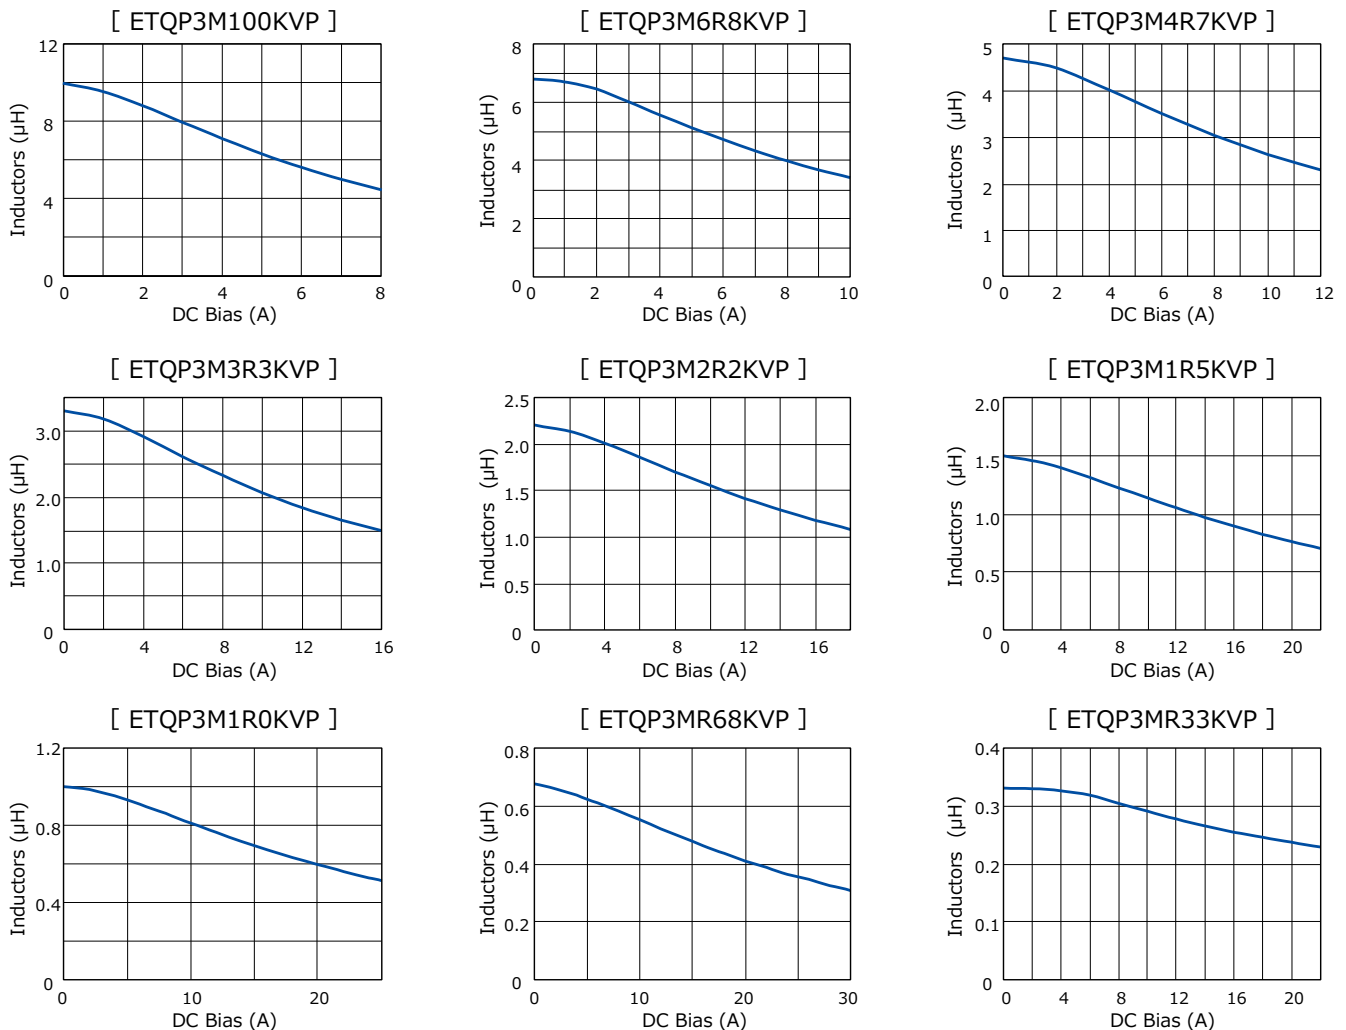 [ ETQP3M100KVP ]
12
8
4
0
Inductors (µH)
0 2 4 6 8
DC Bias (A)
[ ETQP3M6R8KVP ]
8
6
4
2
0
Inductors (µH)
0 2 4 6 8 10
DC Bias (A)
[ ETQP3M4R7KVP ]
5
4
3
2
1
0
Inductors (µH)
0 2 4 6 8 10 12
DC Bias (A)
[ ETQP3M3R3KVP ]
3.0
2.0
1.0
0
Inductors (µH)
0 4 8 12 16
DC Bias (A)
[ ETQP3M2R2KVP ]
2.5
2.0
1.5
1.0
0.5
0
Inductors (µH)
0 4 8 12 16
DC Bias (A)
[ ETQP3M1R5KVP ]
2.0
1.5
1.0
0.5
0
Inductors (µH)
0 4 8 12 16 20
DC Bias (A)
[ ETQP3M1R0KVP ]
1.2
0.8
0.4
0
Inductors (µH)
0 10 20
DC Bias (A)
[ ETQP3MR68KVP ]
0.8
0.6
0.4
0.2
0
Inductors (µH)
0 10 20 30
DC Bias (A)
[ ETQP3MR33KVP ]
0.4
0.3
0.2
0.1
0
Inductors (µH)
0 4 8 12 16 20
DC Bias (A)